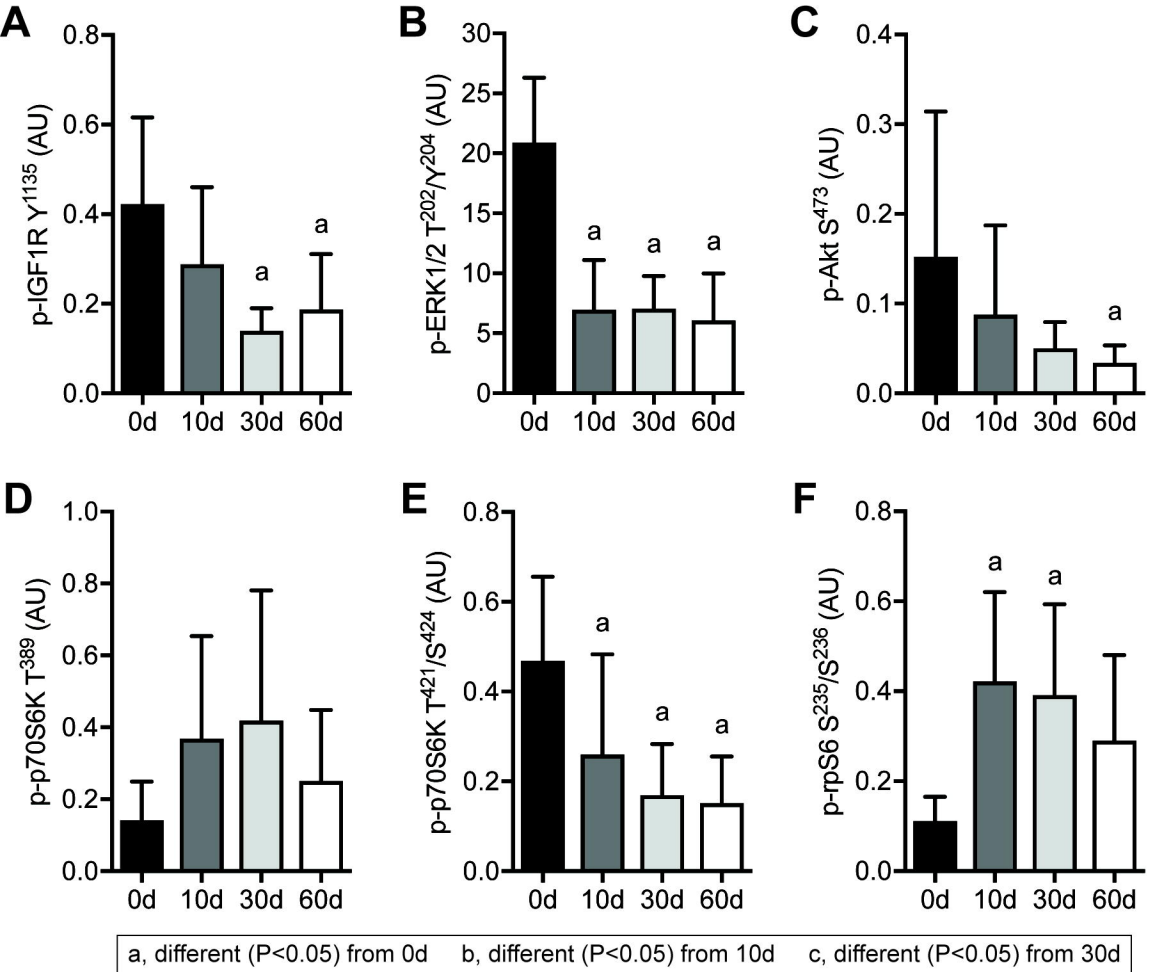 A
p-IGF1R Y1135 (AU)
0.8
0.6
0.4
0.2
0.0
a
a
0d 10d 30d 60d
B
p-ERK1/2 T202/Y204 (AU)
30
25
20
15
10
5
0
a a a
0d 10d 30d 60d
C
p-Akt S473 (AU)
0.4
0.3
0.2
0.1
0.0
a
0d 10d 30d 60d
D
p-p70S6K T389 (AU)
1.0
0.8
0.6
0.4
0.2
0.0
0d 10d 30d 60d
E
p-p70S6K T421/S424 (AU)
0.8
0.6
0.4
0.2
0.0
a
a
a
0d 10d 30d 60d
F
p-rpS6 S235/S236 (AU)
0.8
0.6
0.4
0.2
0.0
a a
0d 10d 30d 60d
a, different (P<0.05) from 0d b, different (P<0.05) from 10d c, different (P<0.05) from 30d